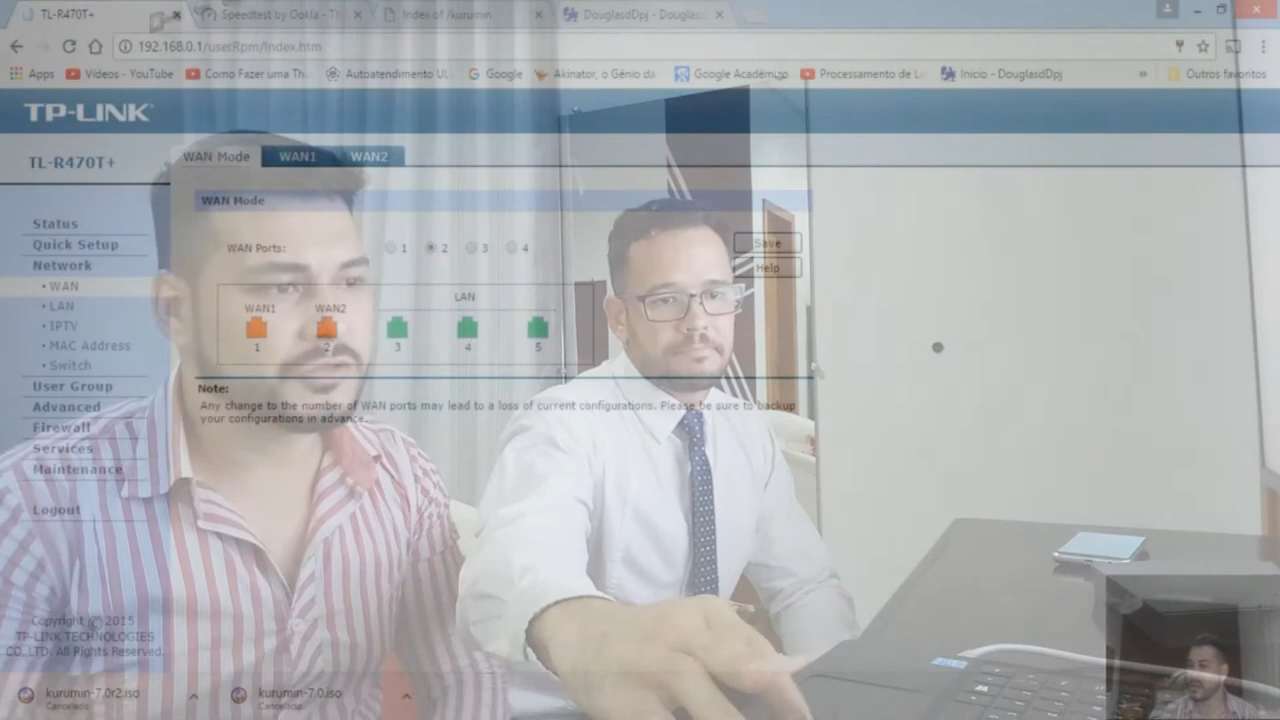 TL-R470T+
Speedtest by Ookla - Th
Index of /kurumin
DouglasdDpj - Douglas
192.168.0.1/userRpm/Index.htm
Apps
Vídeos - YouTube
Como Fazer uma Thu
Autoatendimento UL
Google
Akinator, o Gênio da
Google Acadêmico
Processamento de Li
Início - DouglasdDpj
»
Outros favoritos
TP-LINK
TL-R470T+
WAN Mode
WAN1
WAN2
WAN Mode
WAN Ports:
1
2
3
4
Save
Help
LAN
WAN1
WAN2
1
2
3
4
5
Note:
Any change to the number of WAN ports may lead to a loss of current configurations. Please be sure to backup
your configurations in advance.
Status
Quick Setup
Network
• WAN
• LAN
• IPTV
• MAC Address
• Switch
User Group
Advanced
Firewall
Services
Maintenance
Logout
Copyright © 2015
TP-LINK TECHNOLOGIES
CO.,LTD. All Rights Reserved.
kurumin-7.0r2.iso
Cancelado
kurumin-7.0.iso
Cancelado